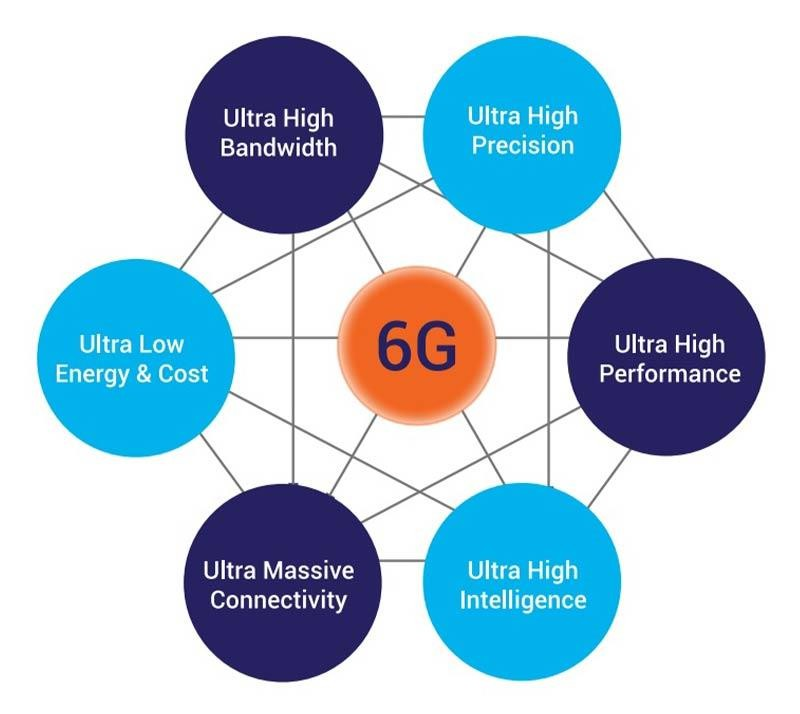 Ultra High
Bandwidth
Ultra High
Precision
Ultra Low
Energy & Cost
6G
Ultra High
Performance
Ultra Massive
Connectivity
Ultra High
Intelligence